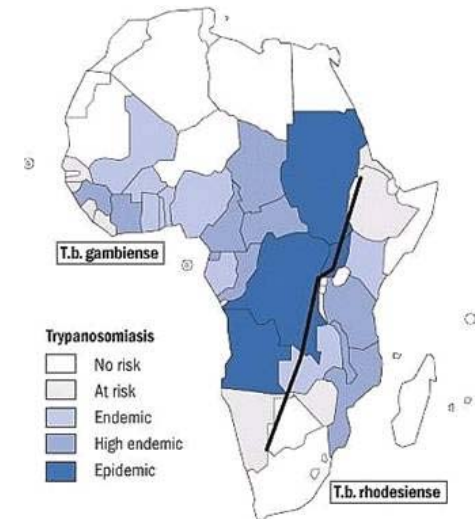 T.b. gambiense
Trypanosomiasis
No risk
At risk
Endemic
High endemic
Epidemic
T.b. rhodesiense